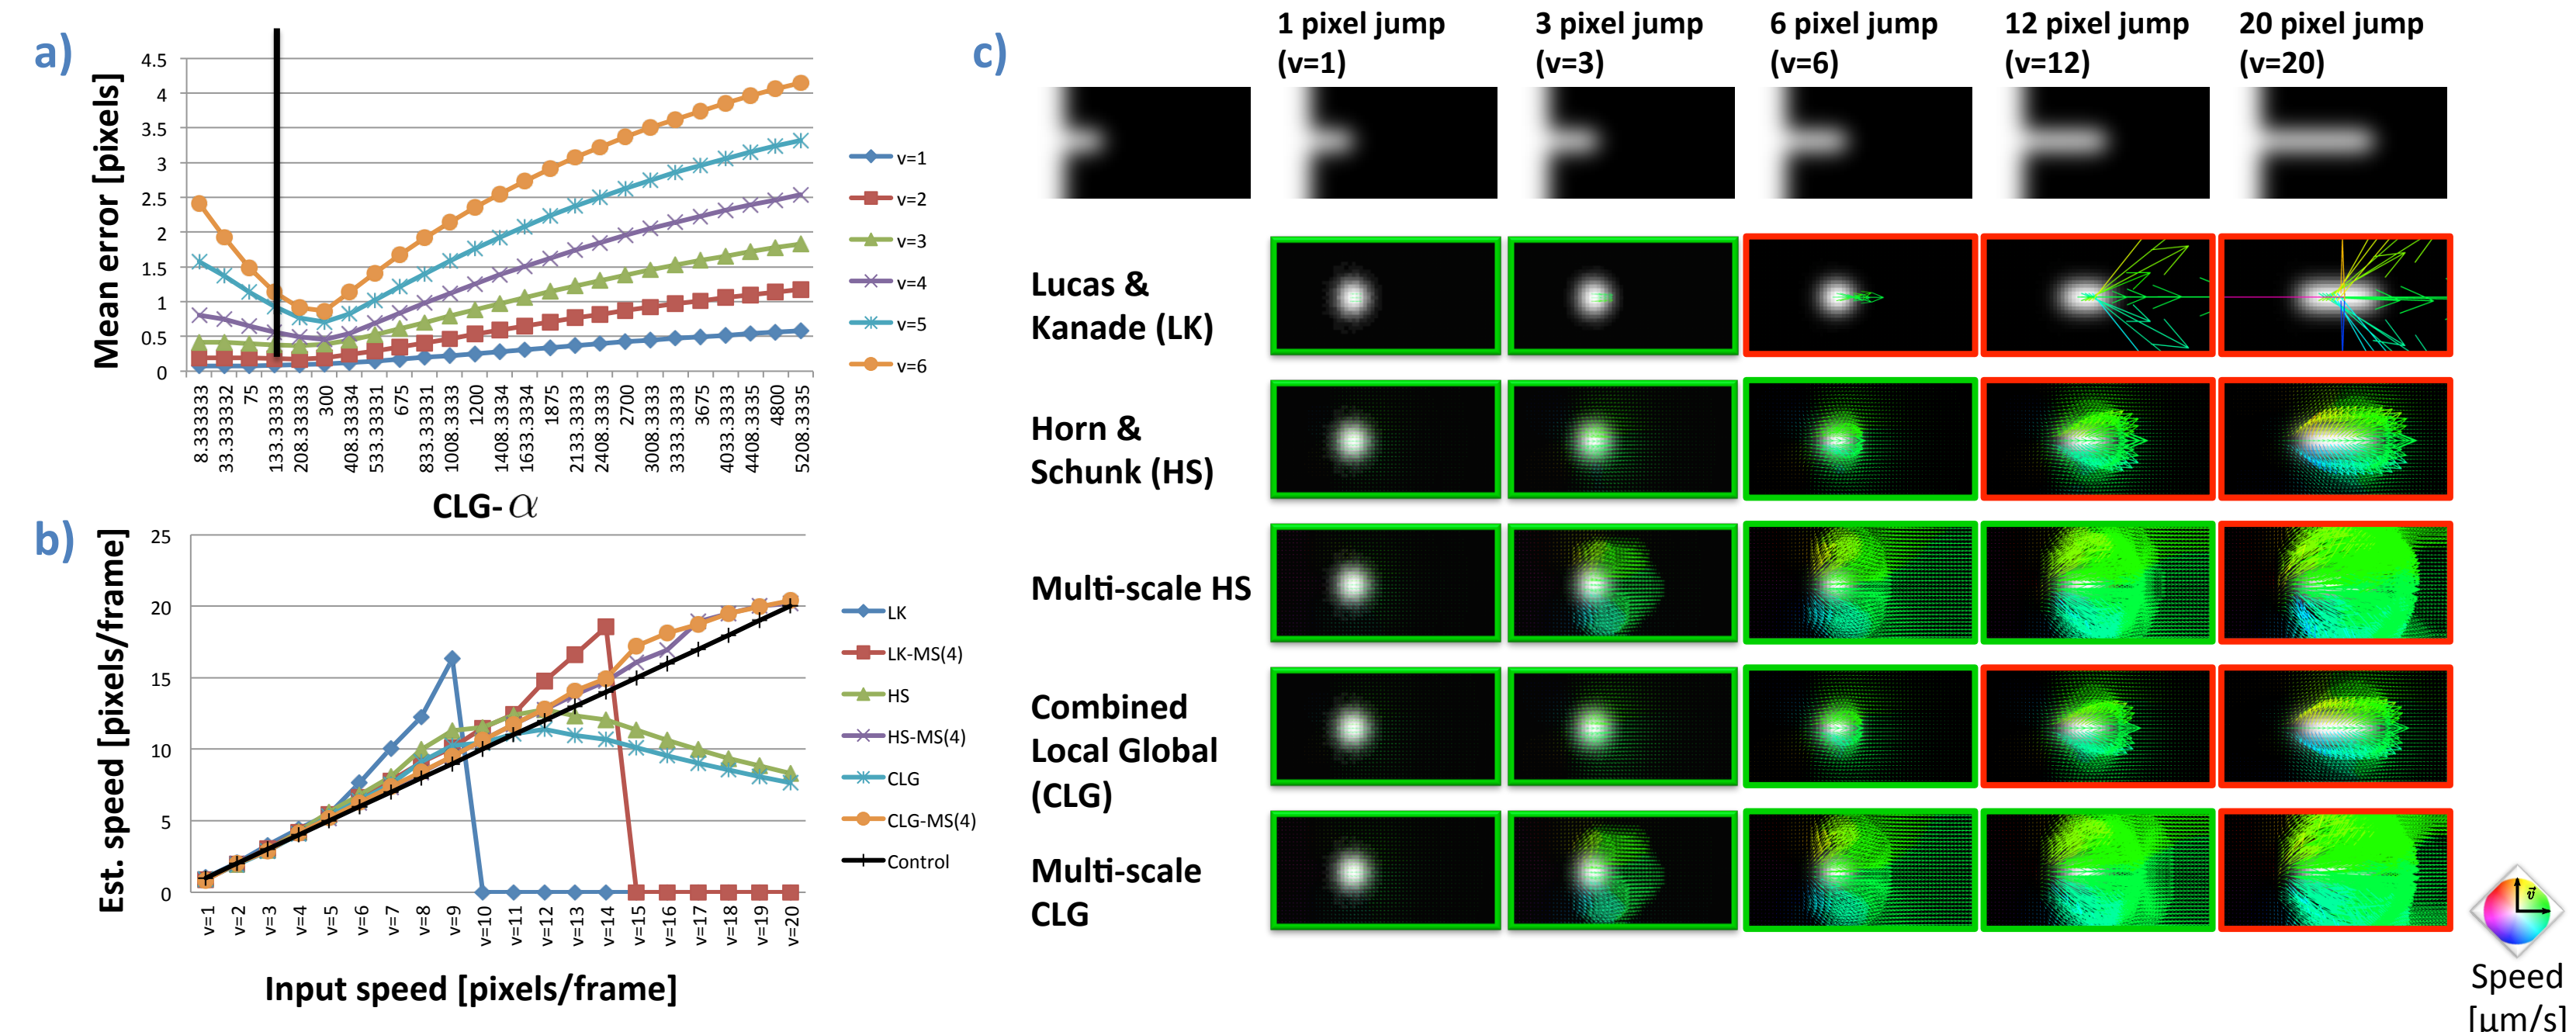 a)
4.5
4
3.5
3
2.5
2
1.5
1
0.5
0
Mean error [pixels]
8.333333
33.333332
75
133.33333
208.33333
300
408.33334
533.33331
675
833.33331
1008.3333
1200
1408.3334
1633.3334
1875
2133.3333
2408.3333
2700
3008.3333
3333.3333
3675
4033.3333
4408.3335
4800
5208.3335
CLG-α
v=1
v=2
v=3
v=4
v=5
v=6
b)
25
20
15
10
5
0
Est. speed [pixels/frame]
v=1
v=2
v=3
v=4
v=5
v=6
v=7
v=8
v=9
v=10
v=11
v=12
v=13
v=14
v=15
v=16
v=17
v=18
v=19
v=20
Input speed [pixels/frame]
LK
LK-MS(4)
HS
HS-MS(4)
CLG
CLG-MS(4)
Control
c)
1 pixel jump
(v=1)
3 pixel jump
(v=3)
6 pixel jump
(v=6)
12 pixel jump
(v=12)
20 pixel jump
(v=20)
Lucas &
Kanade (LK)
Horn &
Schunk (HS)
Multi-scale HS
Combined
Local Global
(CLG)
Multi-scale
CLG
v⃗
Speed
[µm/s]